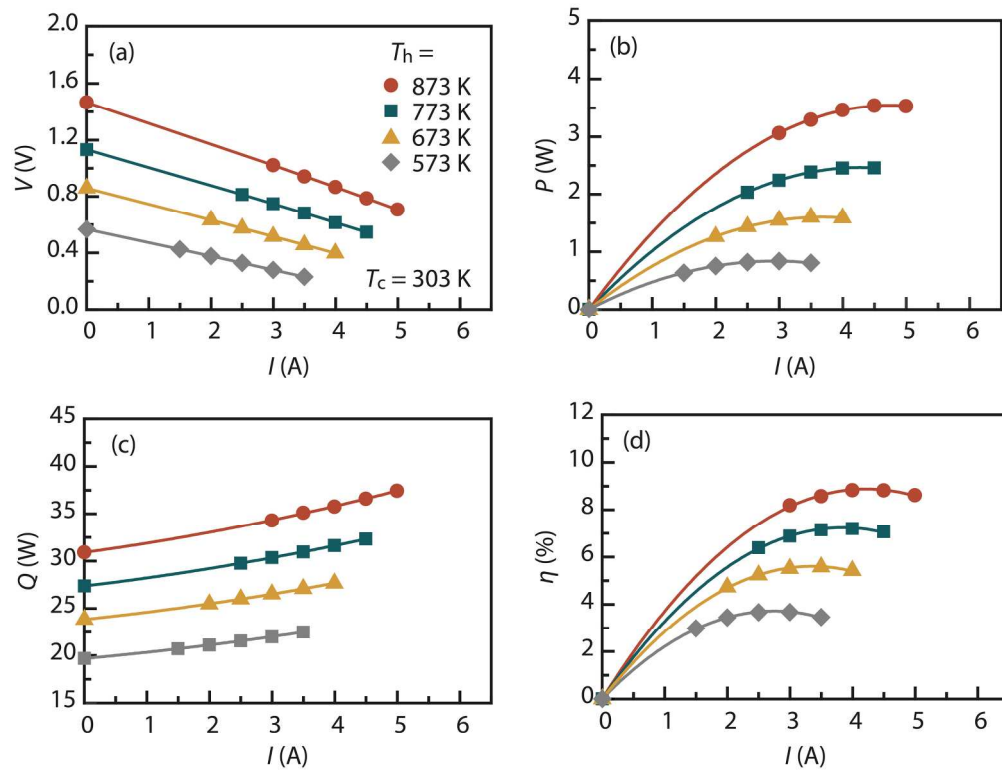 (a)
T_h =
873 K
773 K
673 K
573 K
T_c = 303 K
V (V)
2.0
1.6
1.2
0.8
0.4
0.0
0 1 2 3 4 5 6
I (A)
(b)
P (W)
5
4
3
2
1
0
0 1 2 3 4 5 6
I (A)
(c)
Q (W)
45
40
35
30
25
20
15
0 1 2 3 4 5 6
I (A)
(d)
η (%)
12
10
8
6
4
2
0
0 1 2 3 4 5 6
I (A)